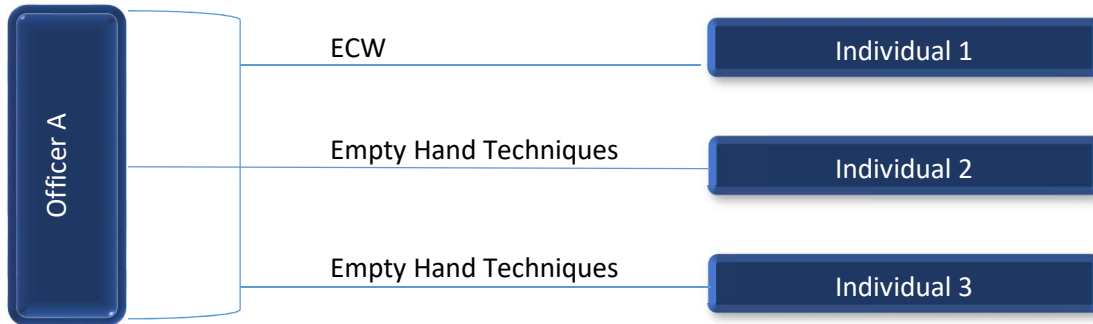 Officer A
ECW
Individual 1
Empty Hand Techniques
Individual 2
Empty Hand Techniques
Individual 3